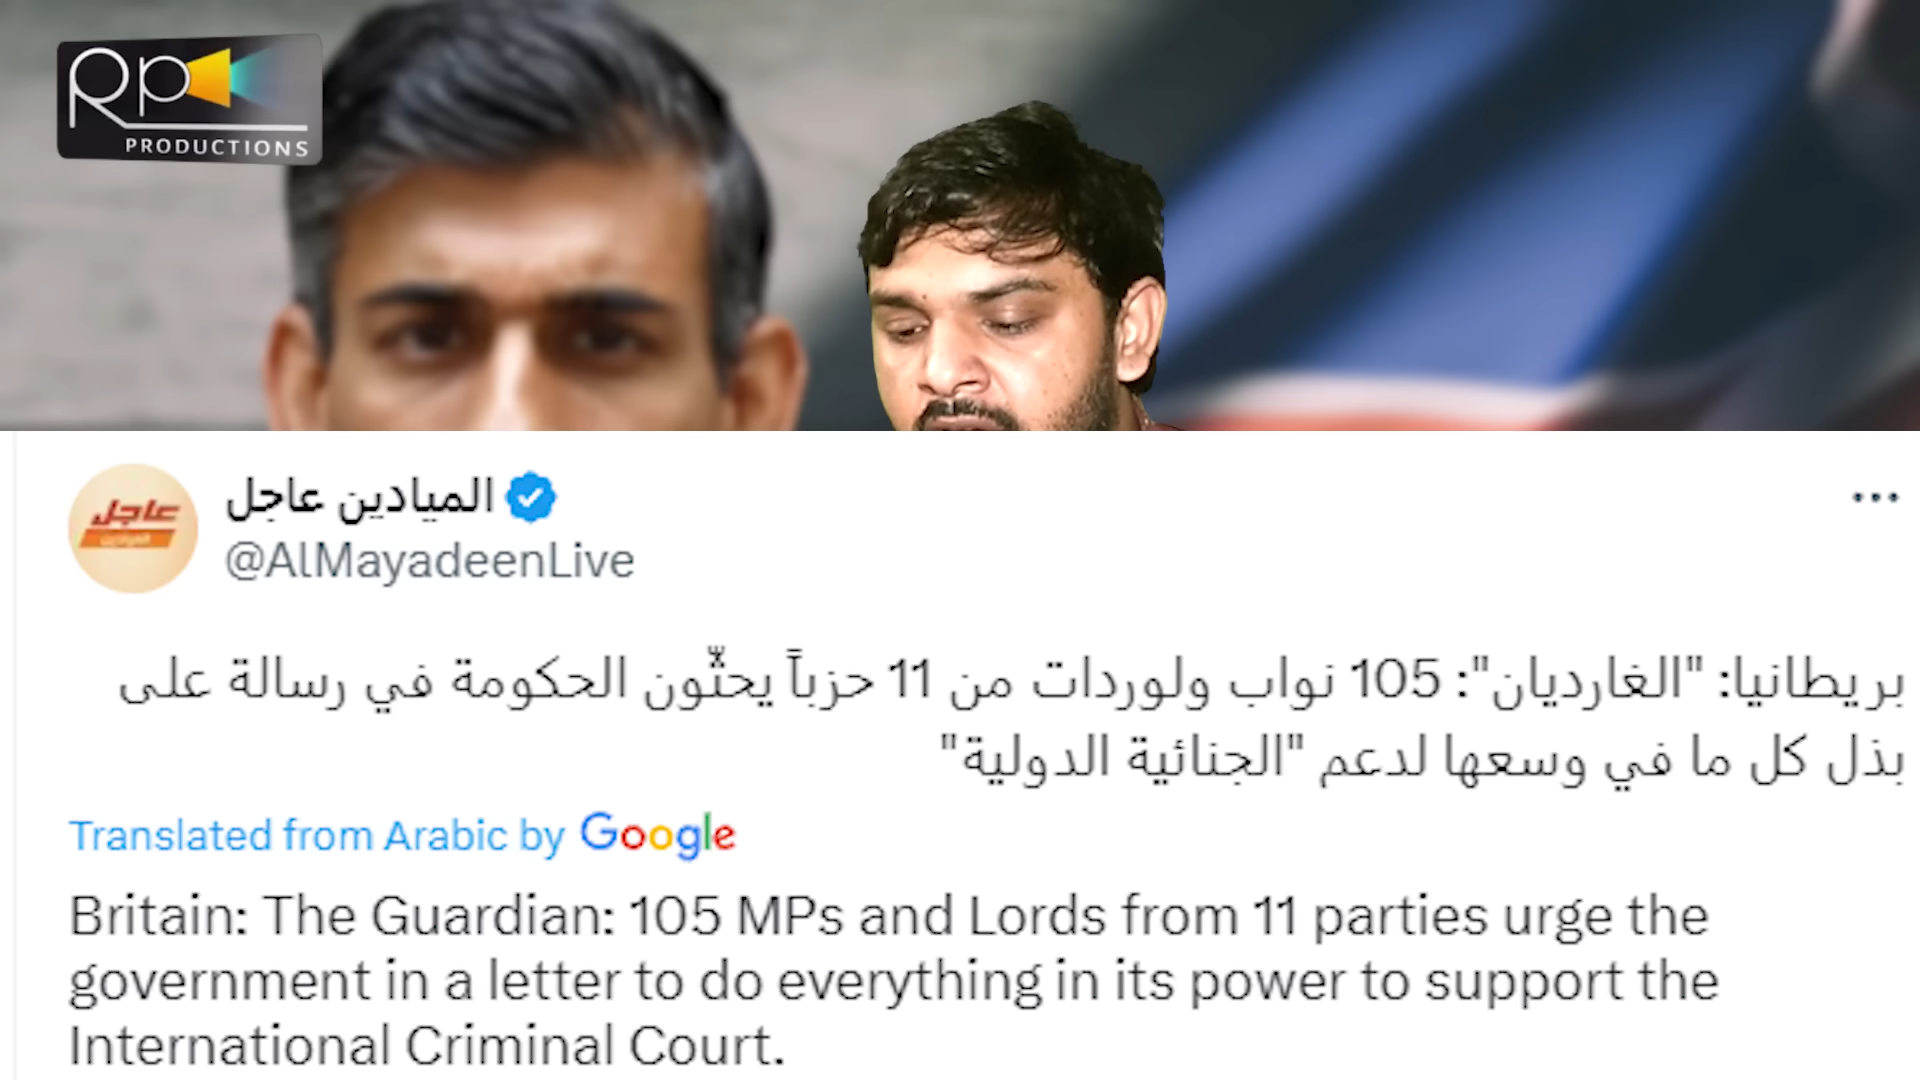 Rp
PRODUCTIONS
الميادين عاجل
@AlMayadeenLive
عاجل
الميادين
بريطانيا: "الغارديان": 105 نواب ولوردات من 11 حزباً يحثّون الحكومة في رسالة على
بذل كل ما في وسعها لدعم "الجنائية الدولية"
Translated from Arabic by Google
Britain: The Guardian: 105 MPs and Lords from 11 parties urge the
government in a letter to do everything in its power to support the
International Criminal Court.